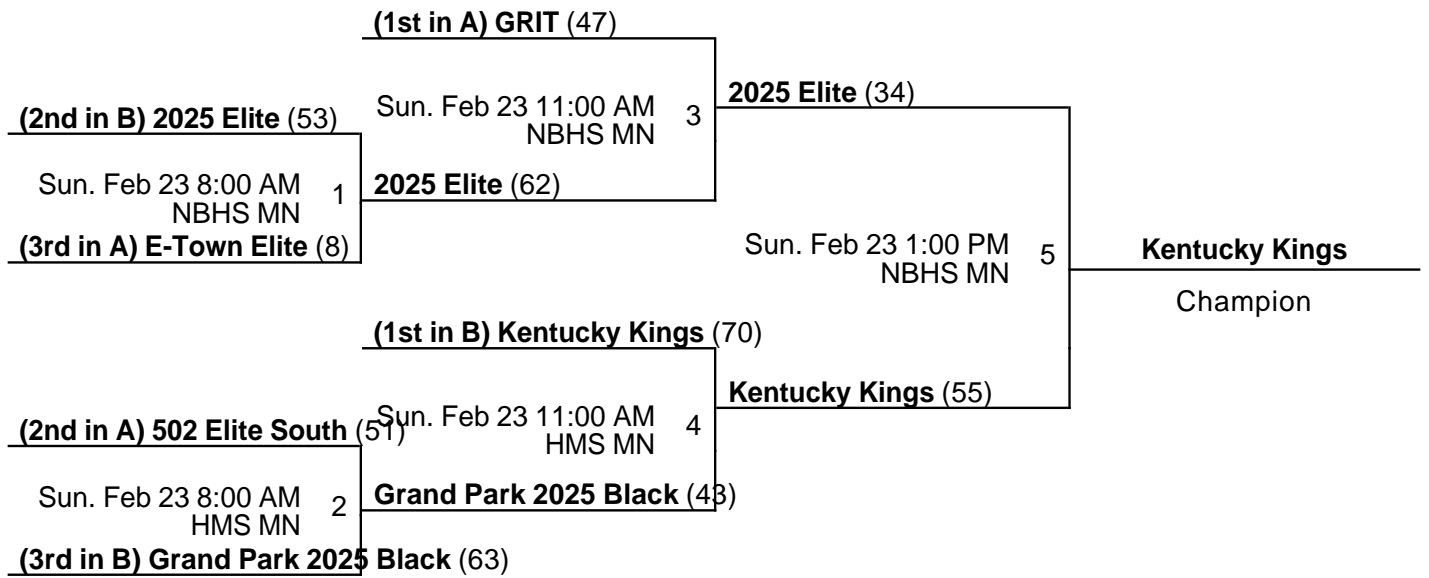 (1st in A) GRIT (47)
Sun. Feb 23 11:00 AM 3
NBHS MN
2025 Elite (34)
(2nd in B) 2025 Elite (53)
Sun. Feb 23 8:00 AM 1
NBHS MN
2025 Elite (62)
(3rd in A) E-Town Elite (8)
Sun. Feb 23 1:00 PM 5
NBHS MN
Kentucky Kings
Champion
(1st in B) Kentucky Kings (70)
Kentucky Kings (55)
Sun. Feb 23 11:00 AM 4
HMS MN
(2nd in A) 502 Elite South (51)
Sun. Feb 23 8:00 AM 2
HMS MN
Grand Park 2025 Black (43)
(3rd in B) Grand Park 2025 Black (63)